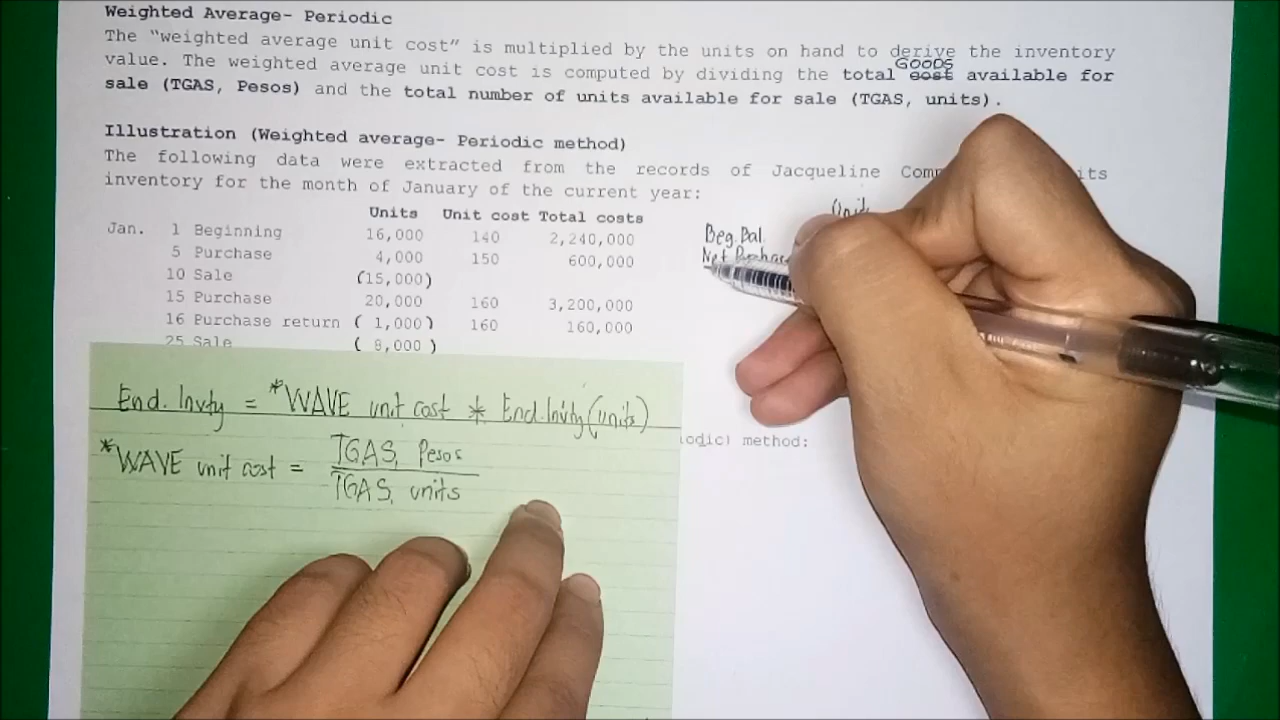 Weighted Average- Periodic
The "weighted average unit cost" is multiplied by the units on hand to derive the inventory
GOODS
value. The weighted average unit cost is computed by dividing the total cost available for
sale (TGAS, Pesos) and the total number of units available for sale (TGAS, units).
Illustration (Weighted average- Periodic method)
The following data were extracted from the records of Jacqueline its
inventory for the month of January of the current year:
Units Unit cost Total costs
Jan. 1 Beginning 16,000 140 2,240,000
5 Purchase 4,000 150 600,000
10 Sale (15,000)
15 Purchase 20,000 160 3,200,000
16 Purchase return ( 1,000 ) 160 160,000
25 Sale ( 8,000 )
Beg. Bal.
Net
End. Invty = *WAVE unit cost * End. Invty (units)
method:
*WAVE unit cost = TGAS, Pesos
TGAS, units